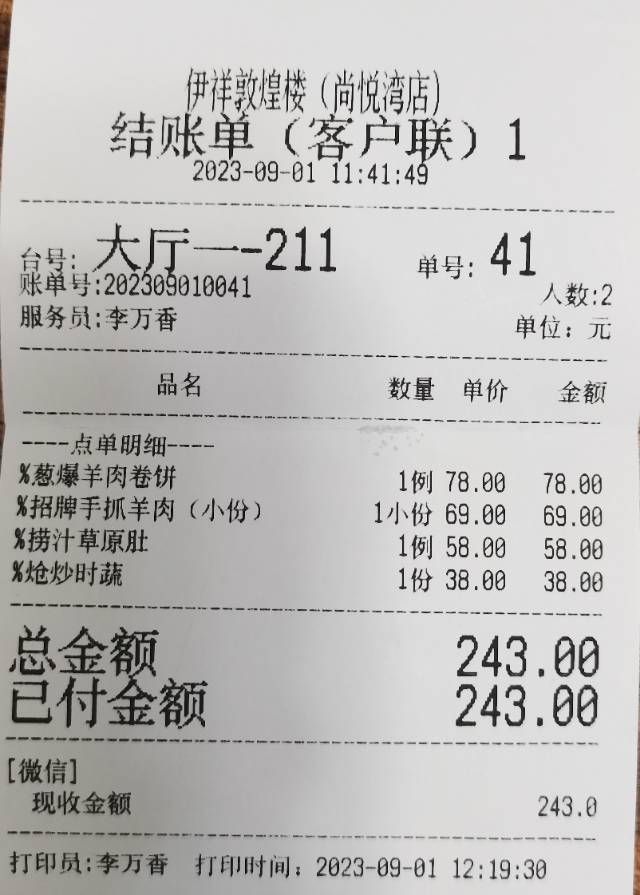 伊祥敦煌楼（尚悦湾店）
结账单（客户联）1
2023-09-01 11:41:49
台号: 大厅一-211 单号: 41
账单号:202309010041 人数:2
服务员:李万香 单位：元
品名 数量 单价 金额
----点单明细----
%葱爆羊肉卷饼 1例 78.00 78.00
%招牌手抓羊肉（小份） 1小份 69.00 69.00
%捞汁草原肚 1例 58.00 58.00
%炝炒时蔬 1份 38.00 38.00
总金额 243.00
已付金额 243.00
[微信]
现收金额 243.0
打印员:李万香 打印时间：2023-09-01 12:19:30